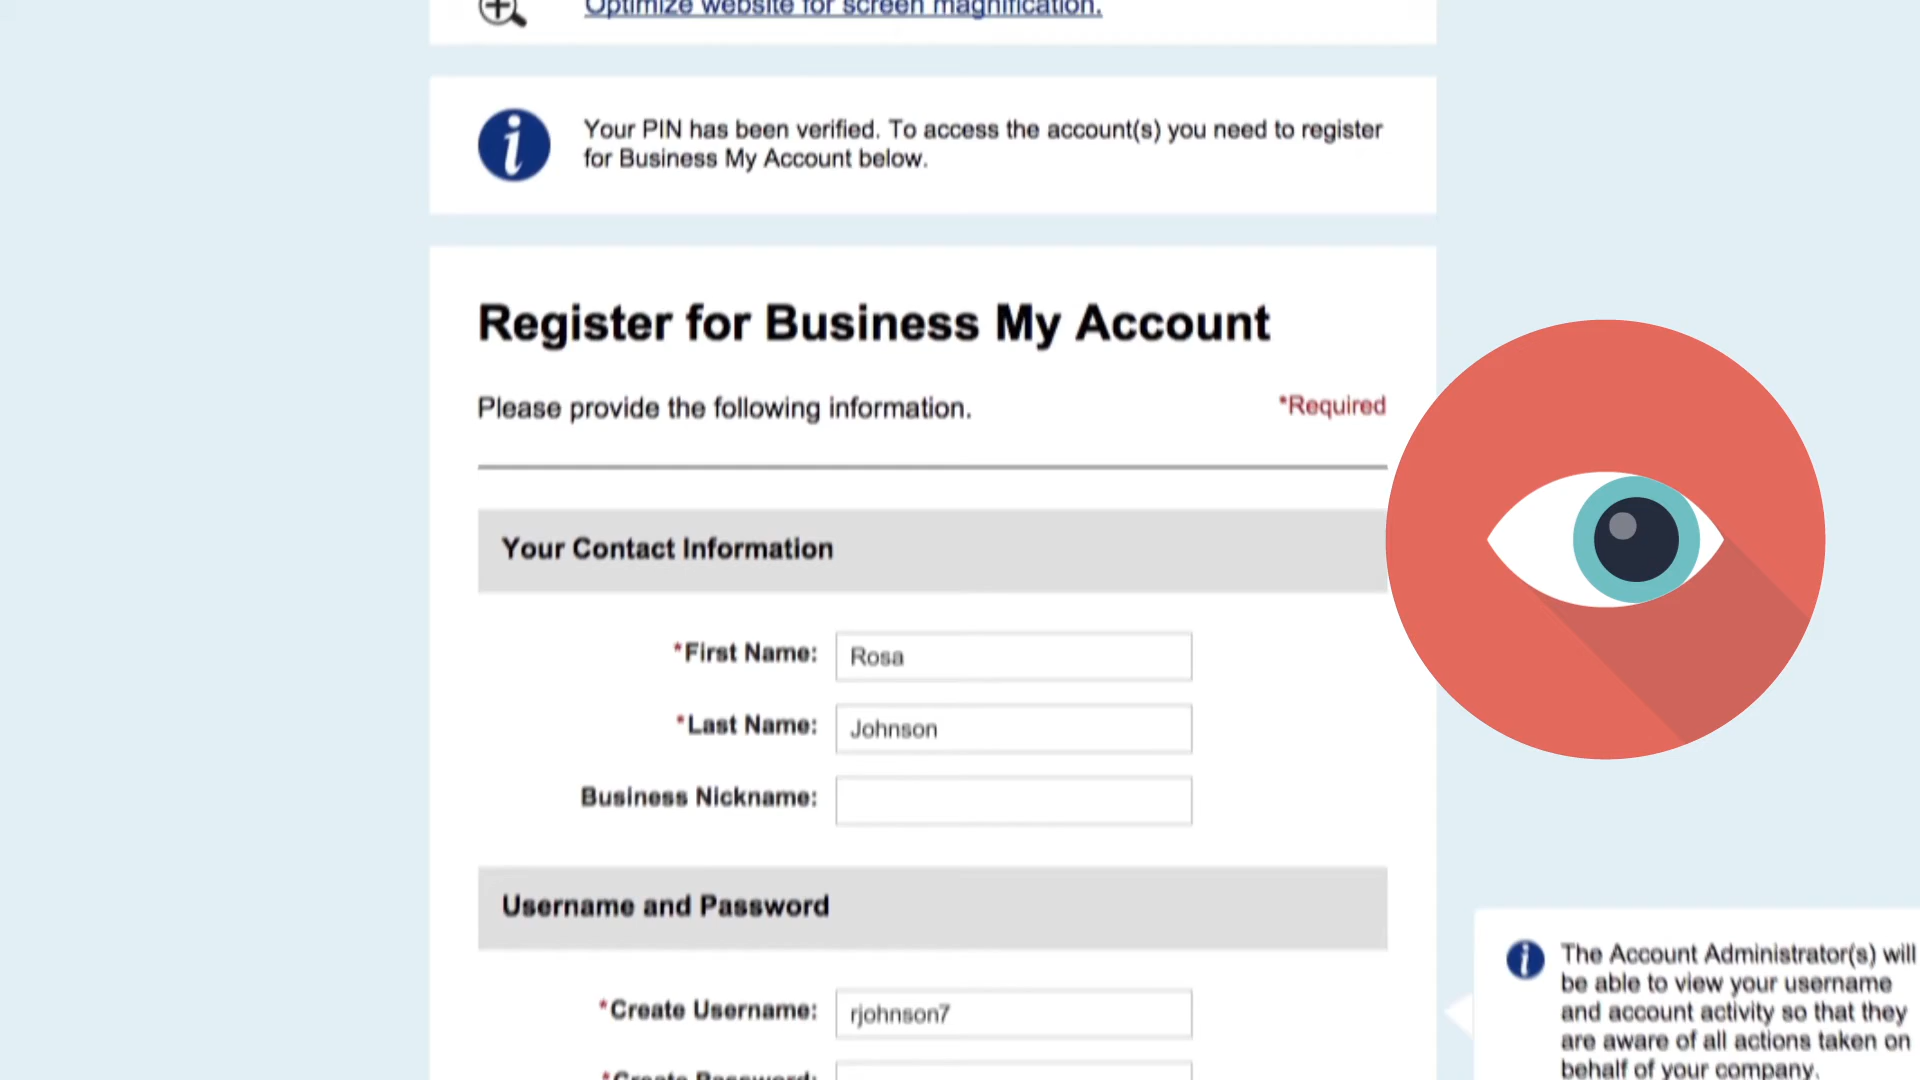 Optimize website for screen magnification.
Your PIN has been verified. To access the account(s) you need to register
for Business My Account below.
Register for Business My Account
Please provide the following information.
*Required
Your Contact Information
*First Name: Rosa
*Last Name: Johnson
Business Nickname:
Username and Password
*Create Username: rjohnson7
*Create Password:
The Account Administrator(s) will
be able to view your username
and account activity so that they
are aware of all actions taken on
behalf of your company.